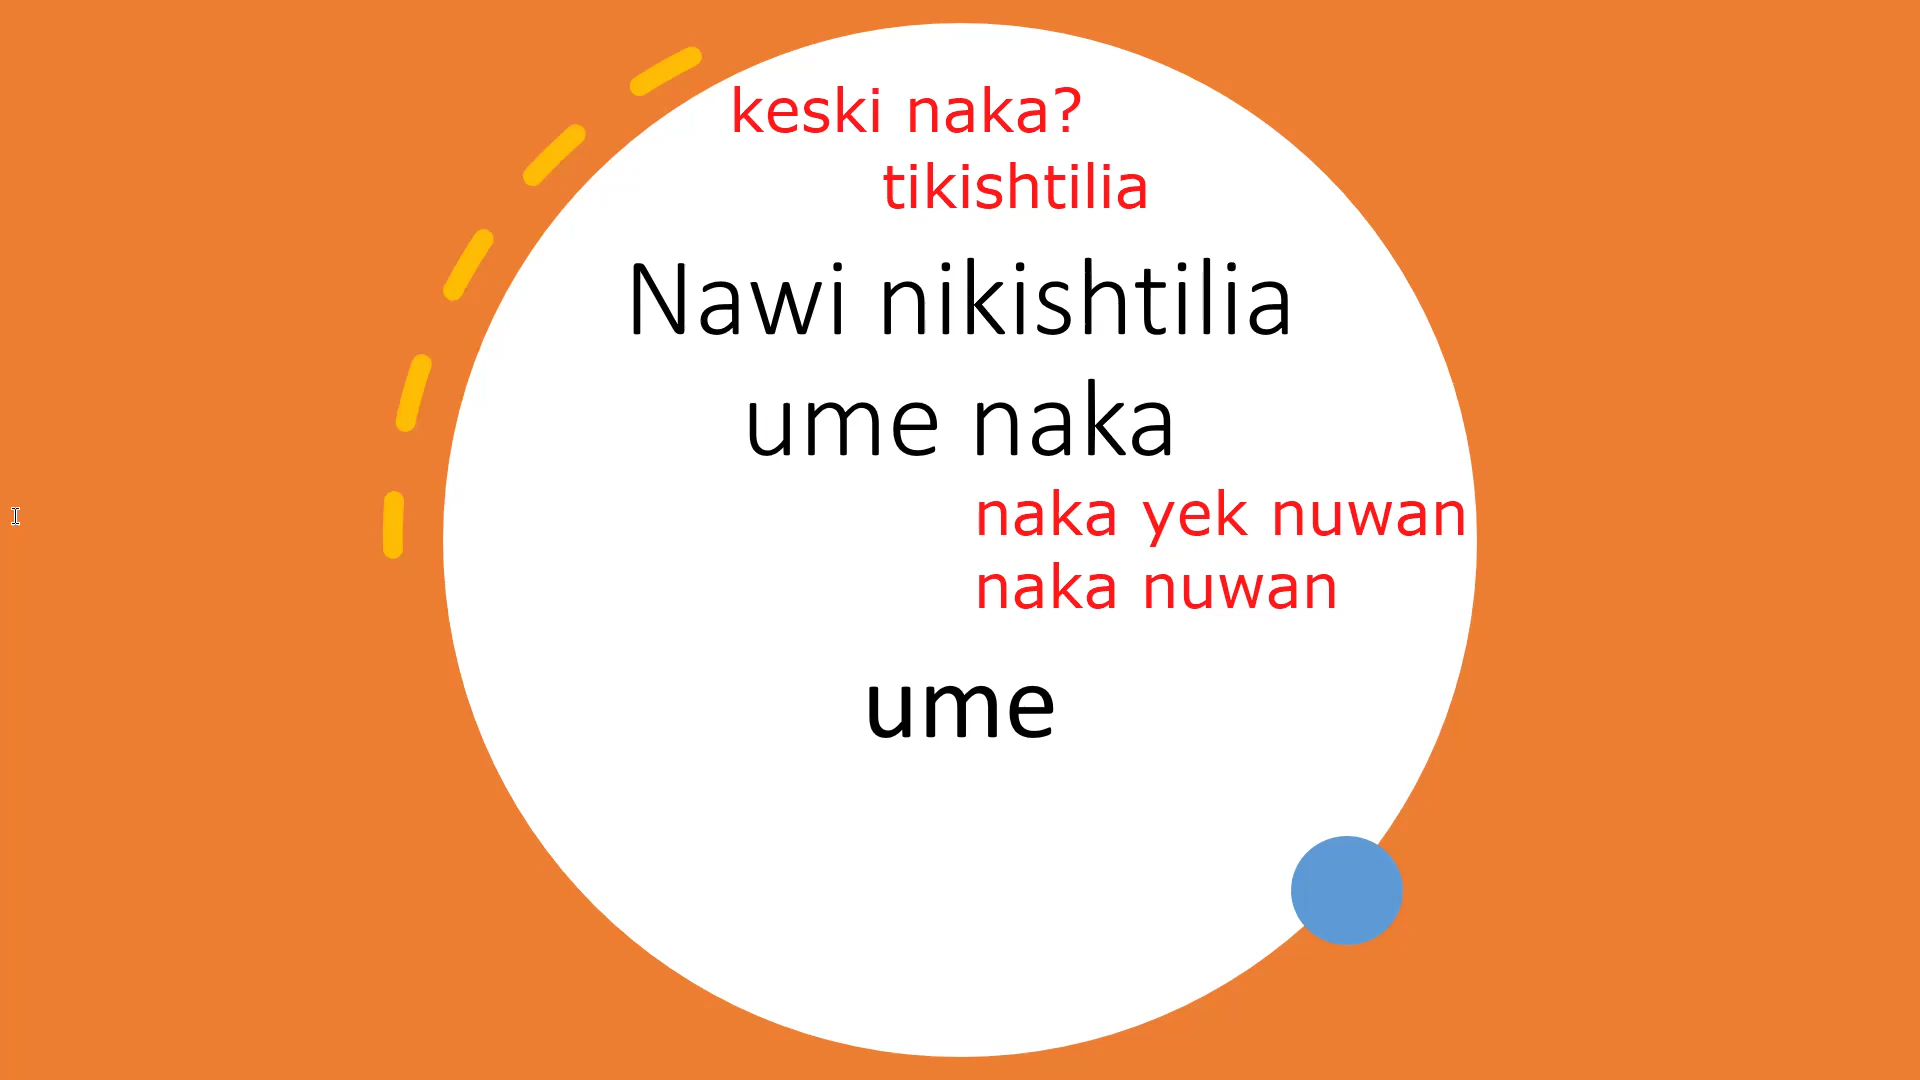 keski naka?
tikishtilia
Nawi nikishtilia
ume naka
naka yek nuwan
naka nuwan
ume